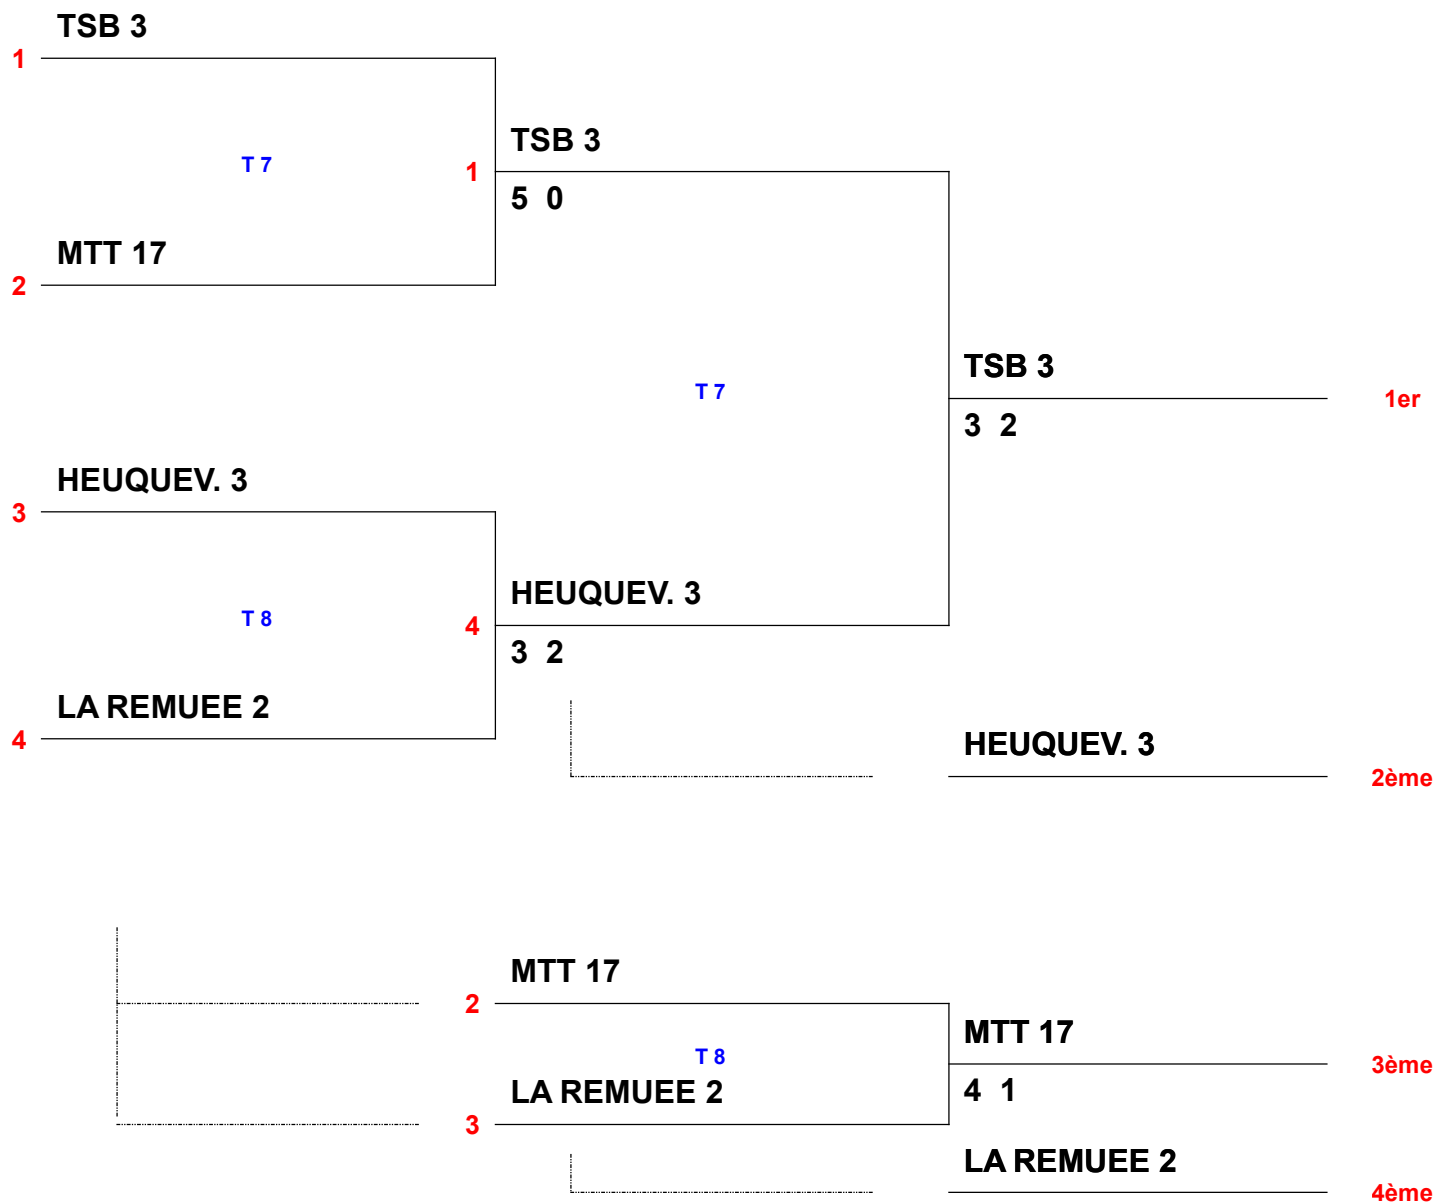 TSB 3
1
T 7
TSB 3
1
5 0
MTT 17
2
T 7
TSB 3
1er
3 2
HEUQUEV. 3
3
T 8
HEUQUEV. 3
4
3 2
LA REMUEE 2
4
HEUQUEV. 3
2ème
MTT 17
2
T 8
MTT 17
3ème
4 1
LA REMUEE 2
3
LA REMUEE 2
4ème